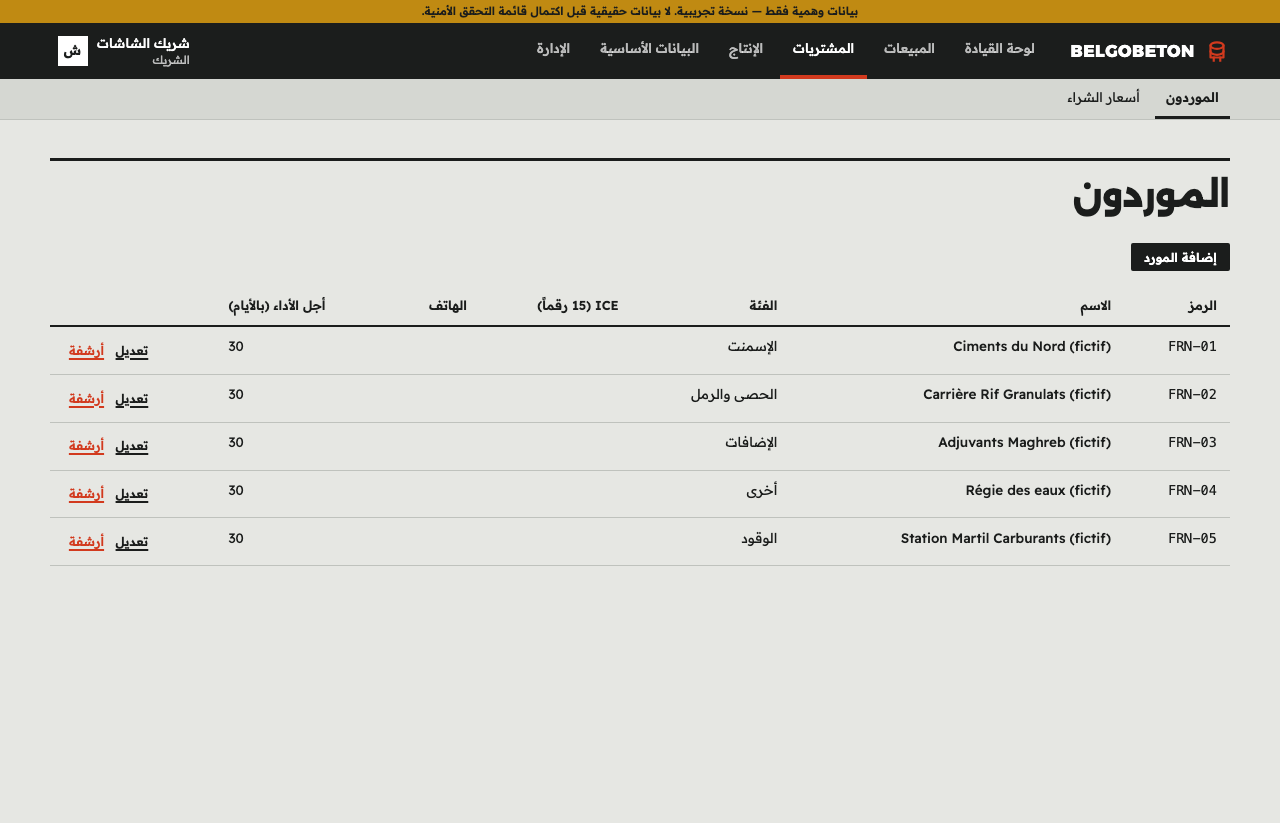 بيانات وهمية فقط — نسخة تجريبية. لا بيانات حقيقية قبل اكتمال قائمة التحقق الأمنية.
BELGOBETON لوحة القيادة المبيعات المشتريات الإنتاج البيانات الأساسية الإدارة
شريك الشاشات
الشريك
ش
الموردون أسعار الشراء
الموردون
إضافة المورد
الرمز الاسم الفئة ICE (15 رقماً) الهاتف أجل الأداء (بالأيام)
FRN-01 Ciments du Nord (fictif) الإسمنت 30 تعديل أرشفة
FRN-02 Carrière Rif Granulats (fictif) الحصى والرمل 30 تعديل أرشفة
FRN-03 Adjuvants Maghreb (fictif) الإضافات 30 تعديل أرشفة
FRN-04 Régie des eaux (fictif) أخرى 30 تعديل أرشفة
FRN-05 Station Martil Carburants (fictif) الوقود 30 تعديل أرشفة